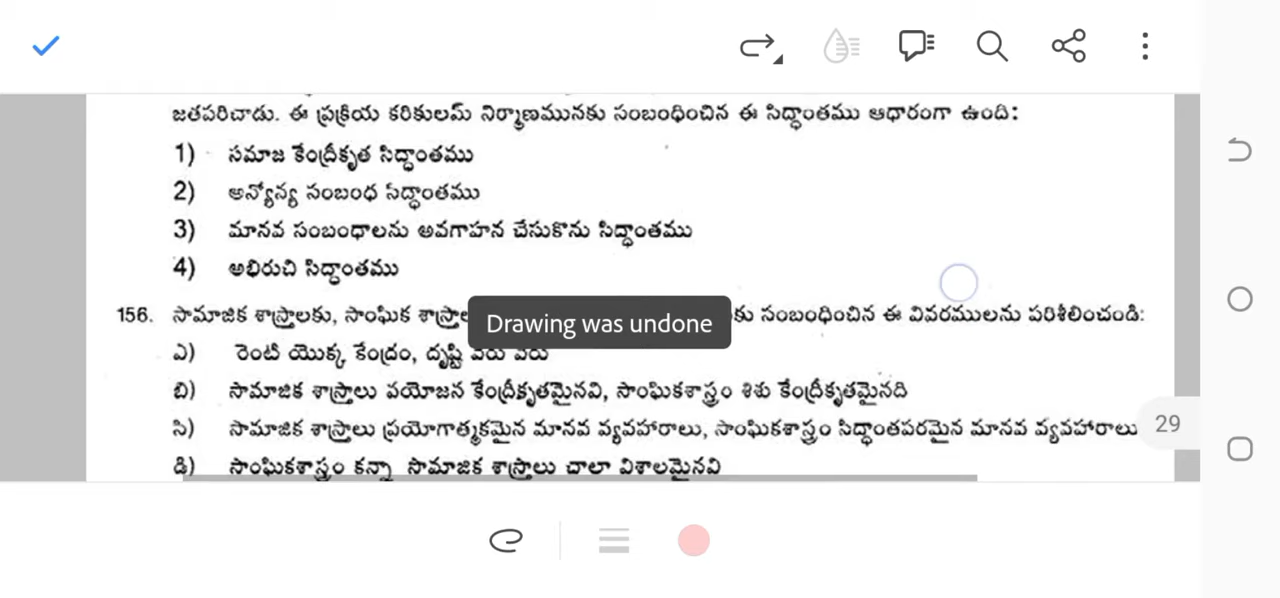 జతపరిచాడు. ఈ ప్రక్రియ కరికులమ్ నిర్మాణమునకు సంబంధించిన ఈ సిద్ధాంతము ఆధారంగా ఉంది:
1) సమాజ కేంద్రీకృత సిద్ధాంతము
2) అన్యోన్య సంబంధ సిద్ధాంతము
3) మానవ సంబంధాలను అవగాహన చేసుకొను సిద్ధాంతము
4) అభిరుచి సిద్ధాంతము
156. సామాజిక శాస్త్రాలకు, సాంఘిక కు సంబంధించిన ఈ వివరములను పరిశీలించండి:
Drawing was undone
ఎ) రెంటీ యొక్క కేంద్రం, దృష్టి వేరు వేరు
బి) సామాజిక శాస్త్రాలు వయోజన కేంద్రీకృతమైనవి, సాంఘికశాస్త్రం శిశు కేంద్రీకృతమైనది
సి) సామాజిక శాస్త్రాలు ప్రయోగాత్మకమైన మానవ వ్యవహారాలు, సాంఘికశాస్త్రం సిద్ధాంతపరమైన మానవ వ్యవహారాలు
29
డి) సాంఘికశాస్త్రం కన్నా సామాజిక శాస్త్రాలు చాలా విశాలమైనవి